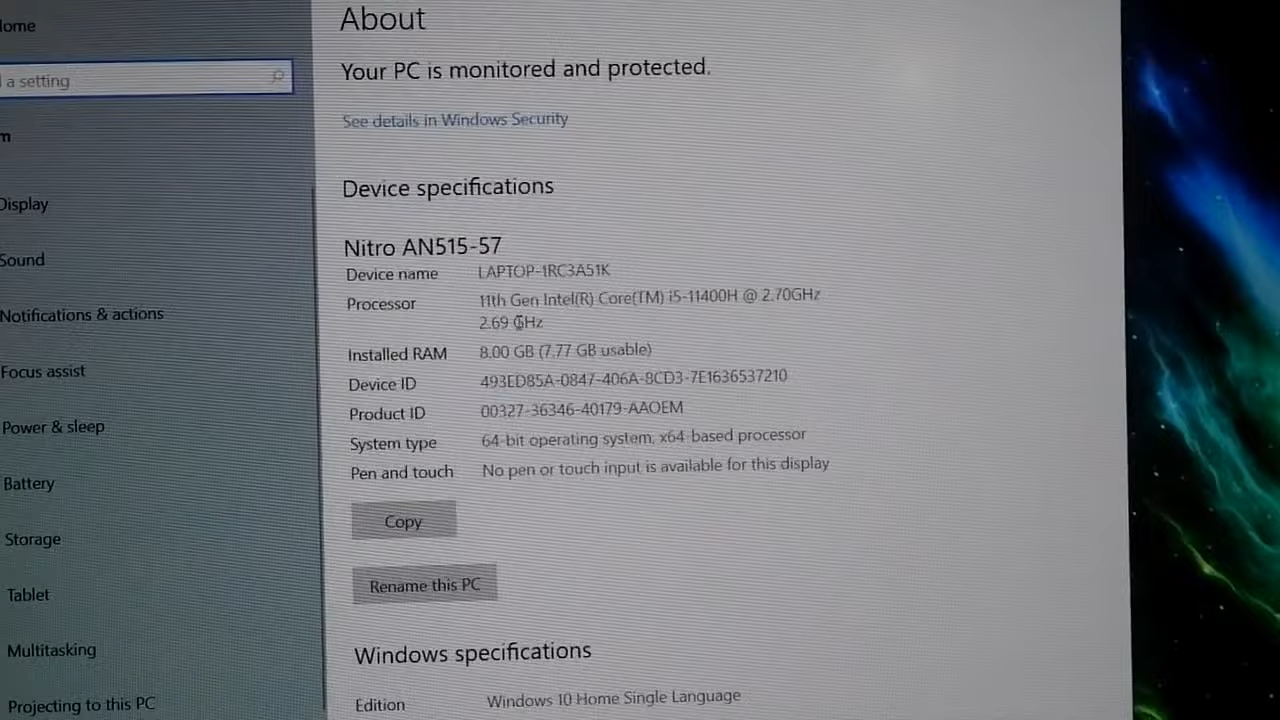 About
Your PC is monitored and protected.
See details in Windows Security
Device specifications
Nitro AN515-57
Device name LAPTOP-1RC3A51K
Processor 11th Gen Intel(R) Core(TM) i5-11400H @ 2.70GHz
2.69 GHz
Installed RAM 8.00 GB (7.77 GB usable)
Device ID 493ED85A-0847-406A-8CD3-7E1636537210
Product ID 00327-36346-40179-AAOEM
System type 64-bit operating system, x64-based processor
Pen and touch No pen or touch input is available for this display
Copy
Rename this PC
Windows specifications
Edition Windows 10 Home Single Language
ome
a setting
m
Display
Sound
Notifications & actions
Focus assist
Power & sleep
Battery
Storage
Tablet
Multitasking
Projecting to this PC